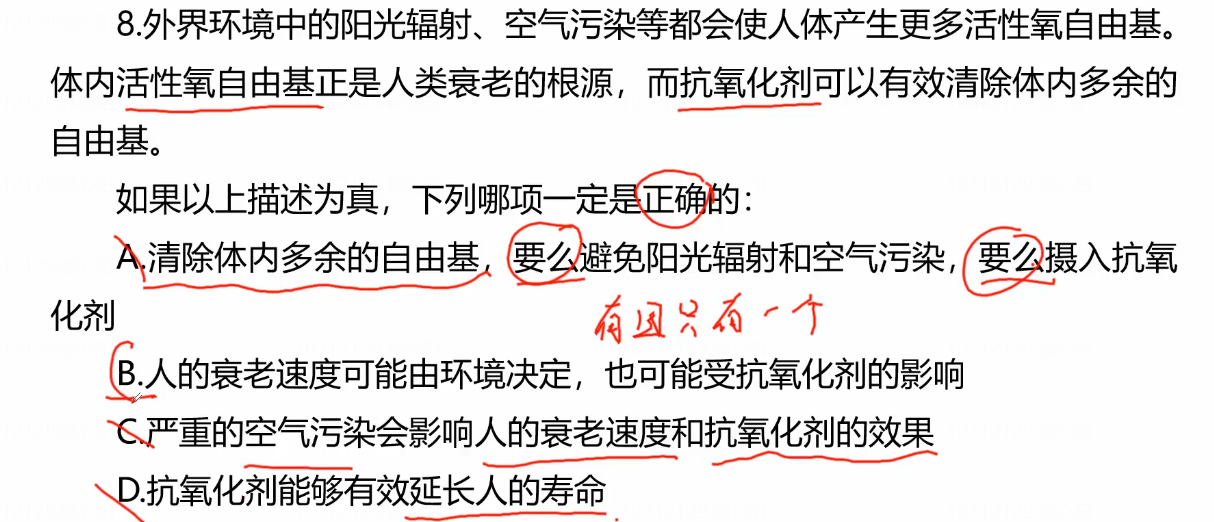 8.外界环境中的阳光辐射、空气污染等都会使人体产生更多活性氧自由基。
体内活性氧自由基正是人类衰老的根源，而抗氧化剂可以有效清除体内多余的
自由基。
如果以上描述为真，下列哪项一定是正确的：
A.清除体内多余的自由基，要么避免阳光辐射和空气污染，要么摄入抗氧
化剂
有且只有一个
B.人的衰老速度可能由环境决定，也可能受抗氧化剂的影响
C.严重的空气污染会影响人的衰老速度和抗氧化剂的效果
D.抗氧化剂能够有效延长人的寿命